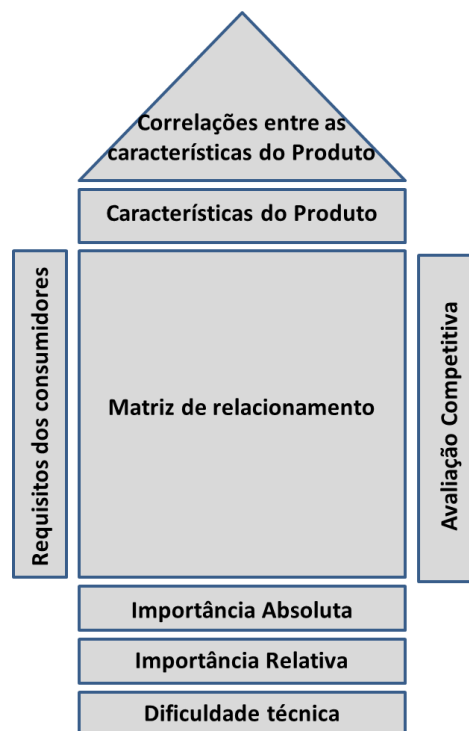 Correlações entre as
características do Produto
Características do Produto
Requisitos dos consumidores
Matriz de relacionamento
Avaliação Competitiva
Importância Absoluta
Importância Relativa
Dificuldade técnica